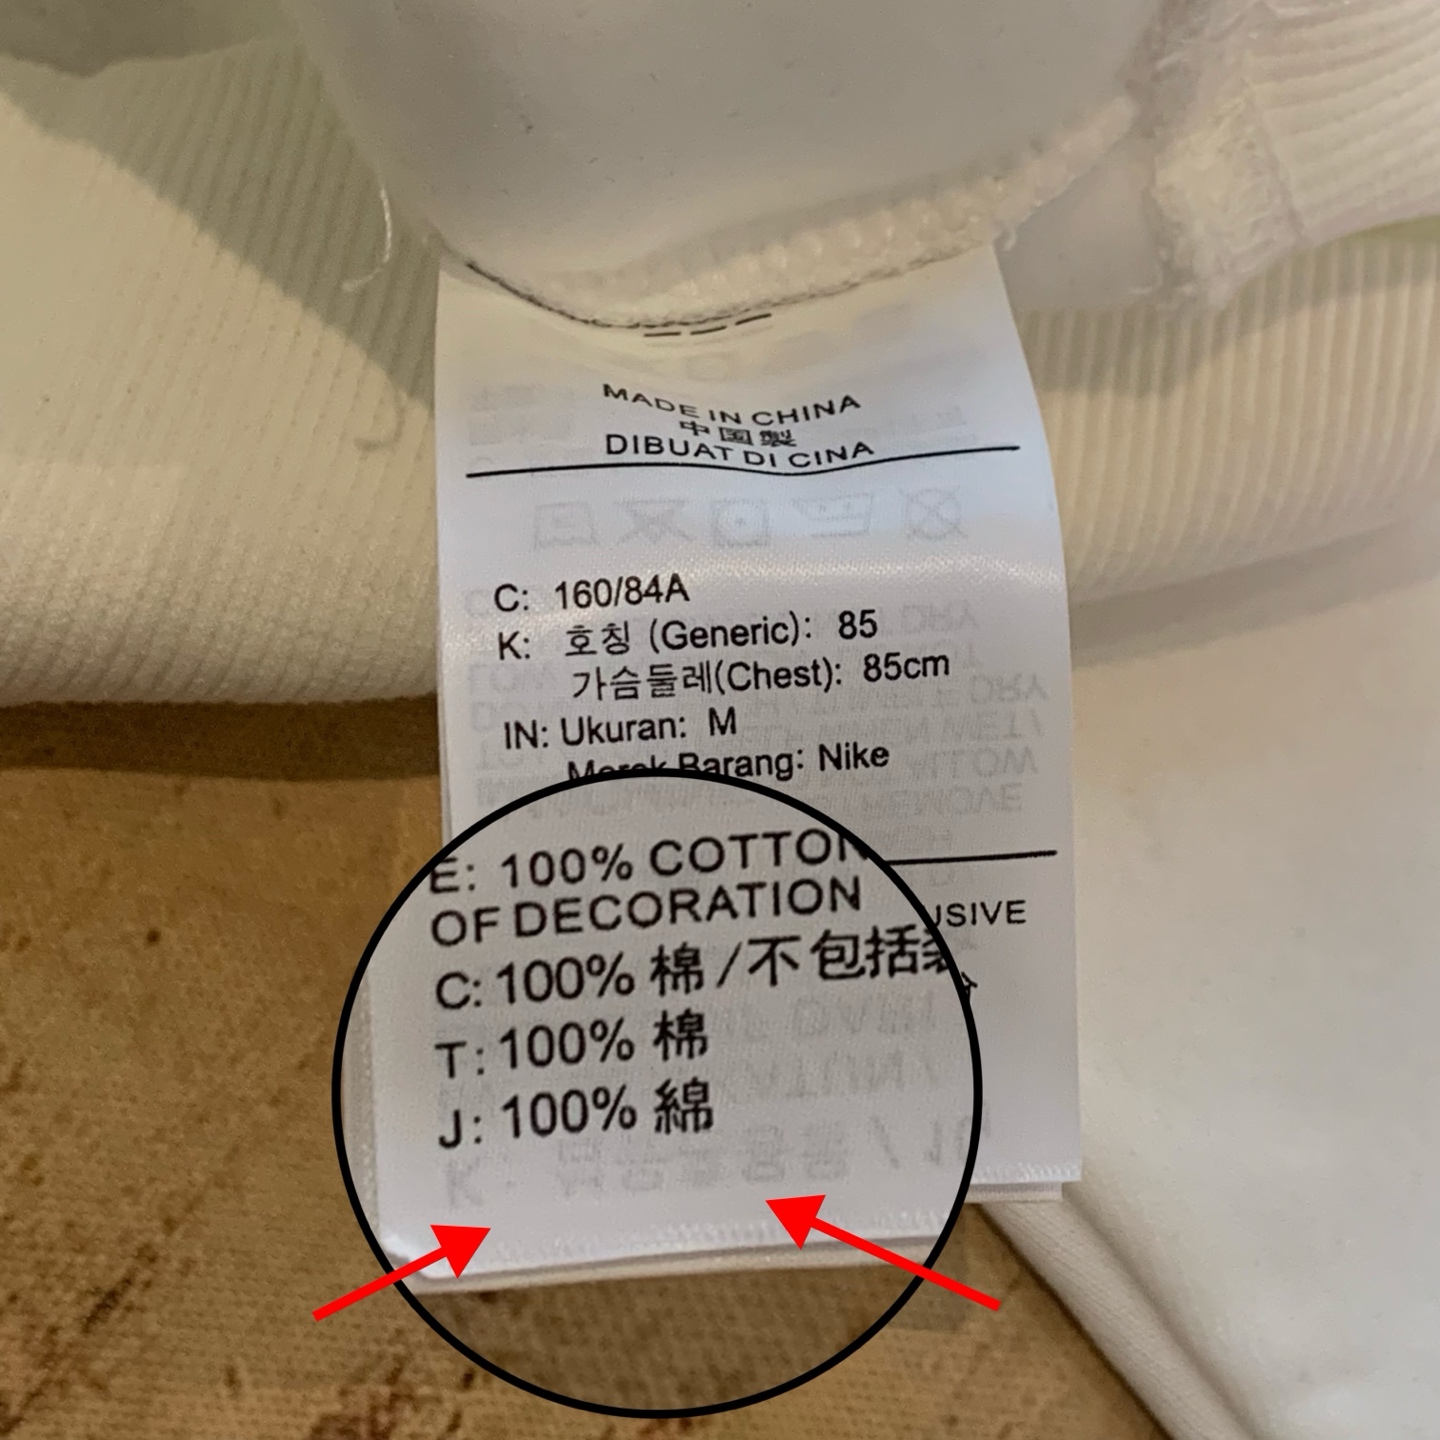 MADE IN CHINA
中国製
DIBUAT DI CINA
C: 160/84A
K: 호칭 (Generic): 85
가슴둘레(Chest): 85cm
IN: Ukuran: M
Merek Barang: Nike
E: 100% COTTON
OF DECORATION
C: 100% 棉/不包括
T: 100% 棉
J: 100% 綿